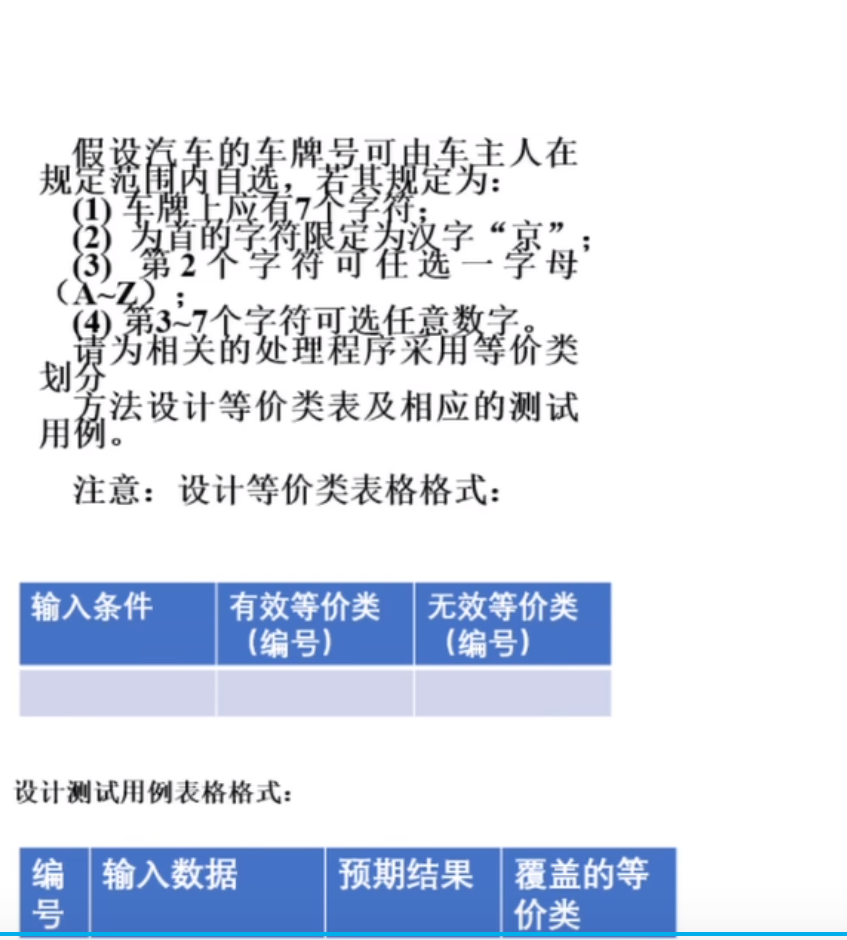 假设汽车的车牌号可由车主人在
规定范围内自选，若其规定为：
(1) 车牌上应有7个字符；
(2) 为首的字符限定为汉字“京”；
(3) 第2个字符可任选一字母
（A~Z）；
(4) 第3~7个字符可选任意数字。
请为相关的处理程序采用等价类
划分
方法设计等价类表及相应的测试
用例。
注意：设计等价类表格格式：
输入条件 有效等价类 无效等价类
（编号） （编号）
设计测试用例表格格式：
编 输入数据 预期结果 覆盖的等
号 价类